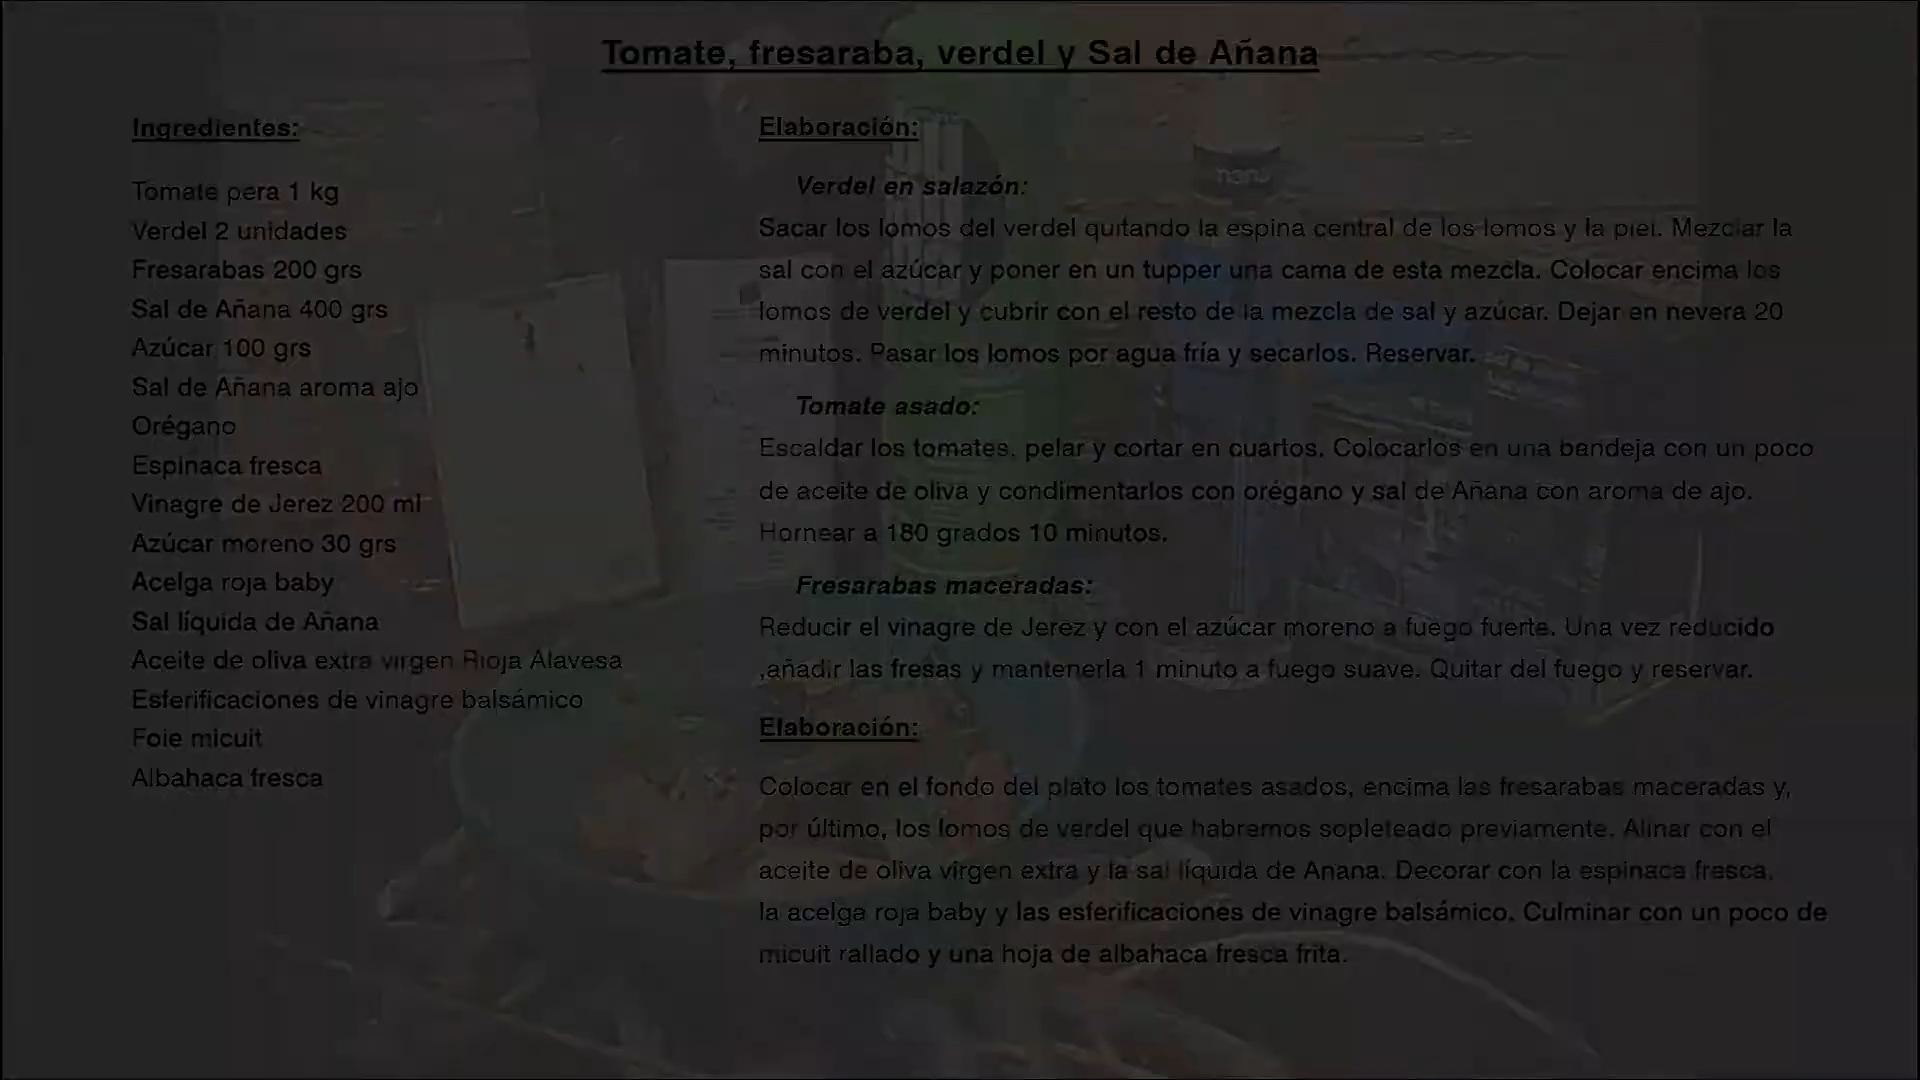 Tomate, fresaraba, verdel y Sal de Añana
Ingredientes:
Tomate pera 1 kg
Verdel 2 unidades
Fresarabas 200 grs
Sal de Añana 400 grs
Azúcar 100 grs
Sal de Añana aroma ajo
Orégano
Espinaca fresca
Vinagre de Jerez 200 ml
Azúcar moreno 30 grs
Acelga roja baby
Sal líquida de Añana
Aceite de oliva extra virgen Rioja Alavesa
Esferificaciones de vinagre balsámico
Foie micuit
Albahaca fresca
Elaboración:
Verdel en salazón:
Sacar los lomos del verdel quitando la espina central de los lomos y la piel. Mezclar la
sal con el azúcar y poner en un tupper una cama de esta mezcla. Colocar encima los
lomos de verdel y cubrir con el resto de la mezcla de sal y azúcar. Dejar en nevera 20
minutos. Pasar los lomos por agua fría y secarlos. Reservar.
Tomate asado:
Escaldar los tomates, pelar y cortar en cuartos. Colocarlos en una bandeja con un poco
de aceite de oliva y condimentarlos con orégano y sal de Añana con aroma de ajo.
Hornear a 180 grados 10 minutos.
Fresarabas maceradas:
Reducir el vinagre de Jerez y con el azúcar moreno a fuego fuerte. Una vez reducido
,añadir las fresas y mantenerla 1 minuto a fuego suave. Quitar del fuego y reservar.
Elaboración:
Colocar en el fondo del plato los tomates asados, encima las fresarabas maceradas y,
por último, los lomos de verdel que habremos sopleteado previamente. Alinar con el
aceite de oliva virgen extra y la sal líquida de Anana. Decorar con la espinaca fresca,
la acelga roja baby y las esferificaciones de vinagre balsámico. Culminar con un poco de
micuit rallado y una hoja de albahaca fresca frita.